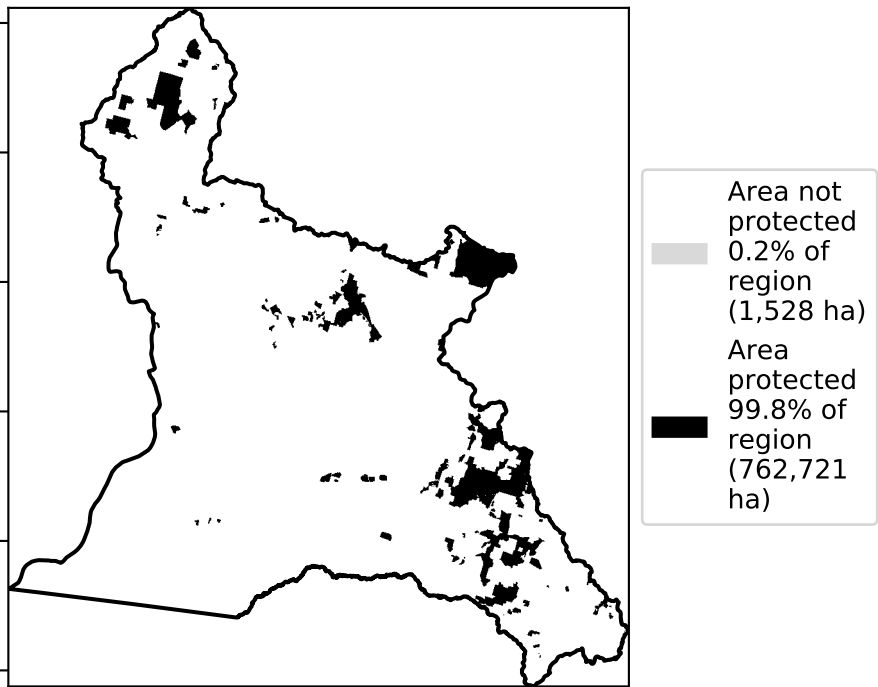 Area not
protected
0.2% of
region
(1,528 ha)
Area
protected
99.8% of
region
(762,721
ha)